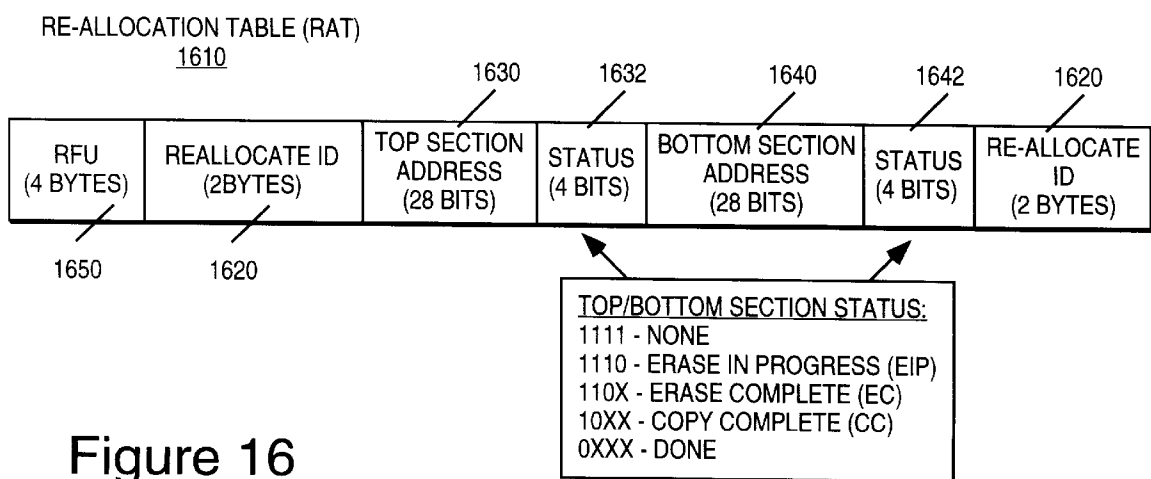 RE-ALLOCATION TABLE (RAT)
1610
1630
1632
1640
1642
1620
RFU
(4 BYTES)
REALLOCATE ID
(2BYTES)
TOP SECTION
ADDRESS
(28 BITS)
STATUS
(4 BITS)
BOTTOM SECTION
ADDRESS
(28 BITS)
STATUS
(4 BITS)
RE-ALLOCATE
ID
(2 BYTES)
1650
1620
TOP/BOTTOM SECTION STATUS:
1111 - NONE
1110 - ERASE IN PROGRESS (EIP)
110X - ERASE COMPLETE (EC)
10XX - COPY COMPLETE (CC)
0XXX - DONE
Figure 16